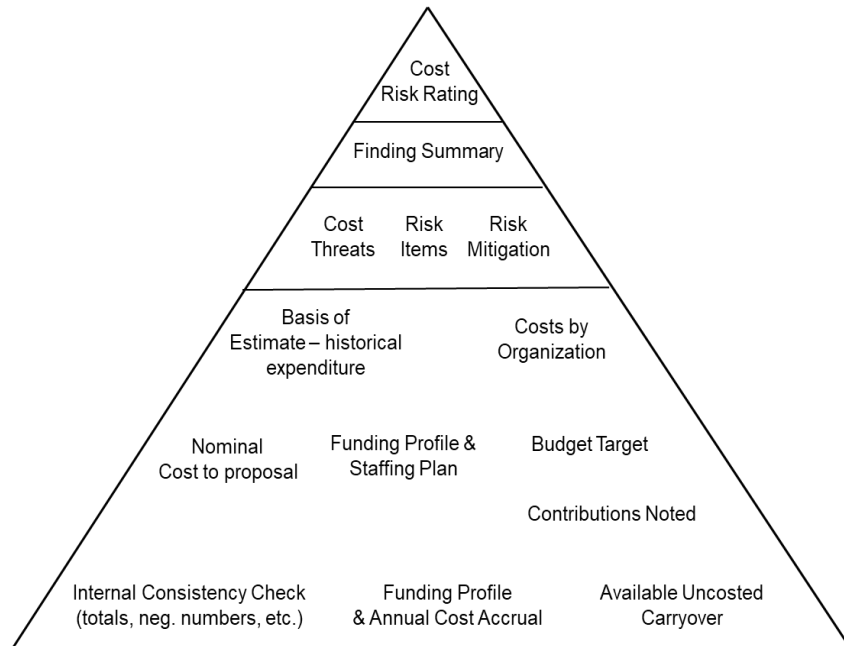 Cost
Risk Rating
Finding Summary
Cost
Threats
Risk
Items
Risk
Mitigation
Basis of
Estimate – historical
expenditure
Costs by
Organization
Nominal
Cost to proposal
Funding Profile &
Staffing Plan
Budget Target
Contributions Noted
Internal Consistency Check
(totals, neg. numbers, etc.)
Funding Profile
& Annual Cost Accrual
Available Uncosted
Carryover